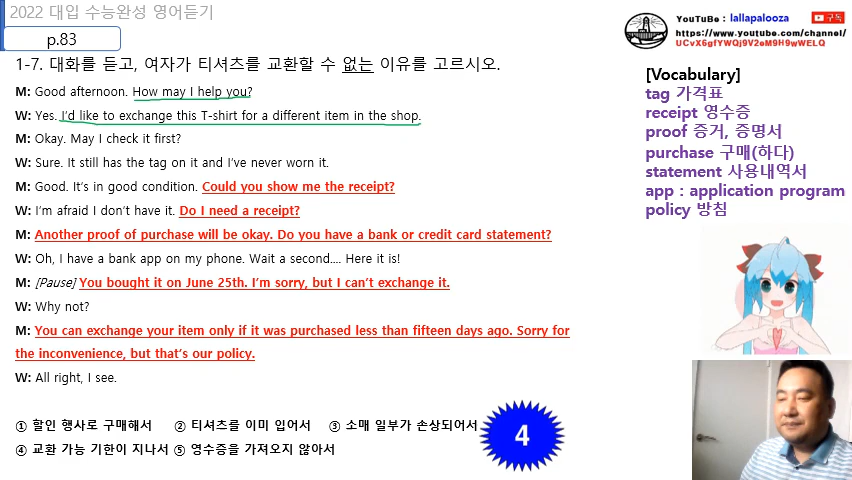 2022 대입 수능완성 영어듣기
p.83
1-7. 대화를 듣고, 여자가 티셔츠를 교환할 수 없는 이유를 고르시오.
M: Good afternoon. How may I help you?
W: Yes. I'd like to exchange this T-shirt for a different item in the shop.
M: Okay. May I check it first?
W: Sure. It still has the tag on it and I've never worn it.
M: Good. It's in good condition. Could you show me the receipt?
W: I'm afraid I don't have it. Do I need a receipt?
M: Another proof of purchase will be okay. Do you have a bank or credit card statement?
W: Oh, I have a bank app on my phone. Wait a second.... Here it is!
M: [Pause] You bought it on June 25th. I'm sorry, but I can't exchange it.
W: Why not?
M: You can exchange your item only if it was purchased less than fifteen days ago. Sorry for
the inconvenience, but that's our policy.
W: All right, I see.
① 할인 행사로 구매해서 ② 티셔츠를 이미 입어서 ③ 소매 일부가 손상되어서
④ 교환 가능 기한이 지나서 ⑤ 영수증을 가져오지 않아서
4
YouTuBe : lallapalooza
구독
https://www.youtube.com/channel/
UCvX6gfYWQj9V2eM9H9wWELQ
[Vocabulary]
tag 가격표
receipt 영수증
proof 증거, 증명서
purchase 구매(하다)
statement 사용내역서
app : application program
policy 방침